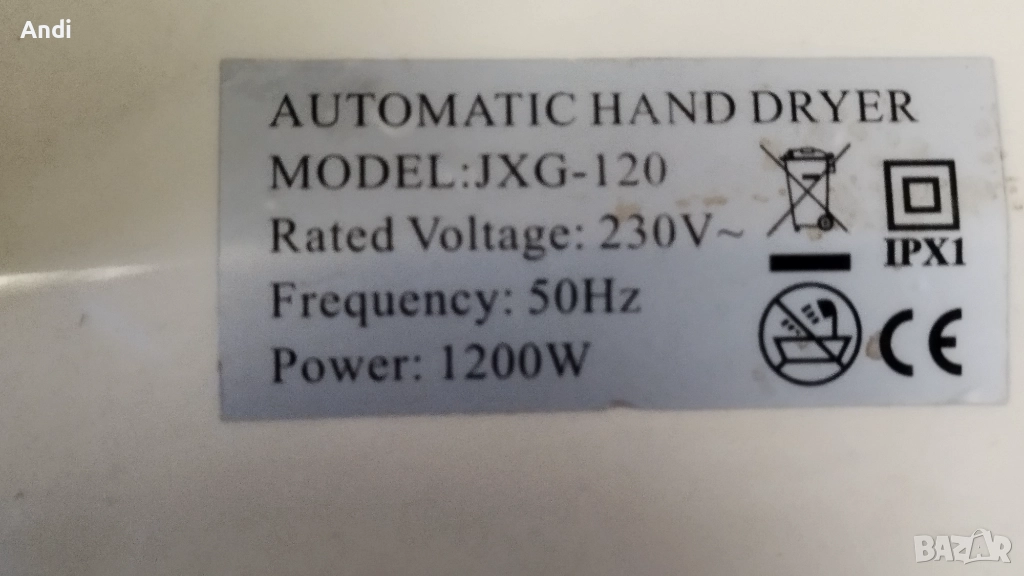 Andi
AUTOMATIC HAND DRYER
MODEL:JXG-120
Rated Voltage: 230V~
IPX1
Frequency: 50Hz
Power: 1200W
CE
BAZAR